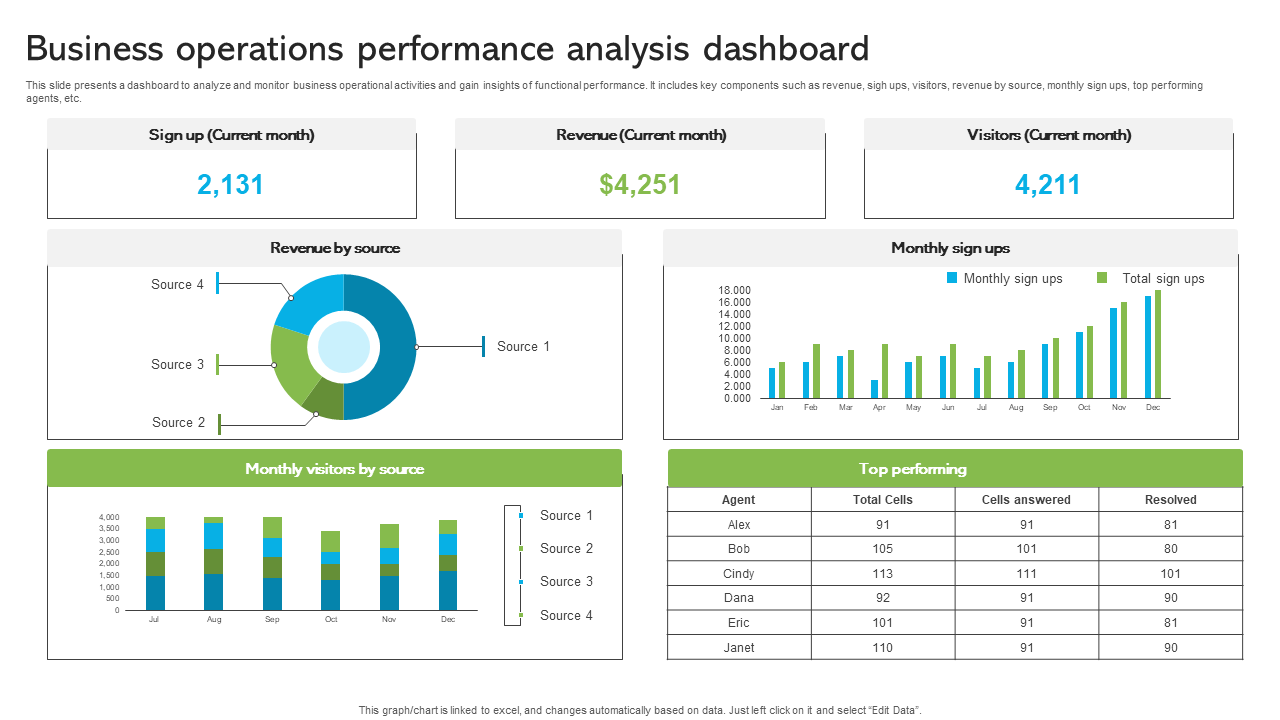 Business operations performance analysis dashboard
This slide presents a dashboard to analyze and monitor business operational activities and gain insights of functional performance. It includes key components such as revenue, sigh ups, visitors, revenue by source, monthly sign ups, top performing
agents, etc.
Sign up (Current month)
2,131
Revenue (Current month)
$4,251
Visitors (Current month)
4,211
Revenue by source
Source 4
Source 3
Source 2
Source 1
Monthly sign ups
Monthly sign ups Total sign ups
18.000
16.000
14.000
12.000
10.000
8.000
6.000
4.000
2.000
0.000
Jan Feb Mar Apr May Jun Jul Aug Sep Oct Nov Dec
Monthly visitors by source
4,000
3,500
3,000
2,500
2,000
1,500
1,000
500
0
Jul Aug Sep Oct Nov Dec
Source 1
Source 2
Source 3
Source 4
Top performing
Agent Total Cells Cells answered Resolved
Alex 91 91 81
Bob 105 101 80
Cindy 113 111 101
Dana 92 91 90
Eric 101 91 81
Janet 110 91 90
This graph/chart is linked to excel, and changes automatically based on data. Just left click on it and select “Edit Data”.